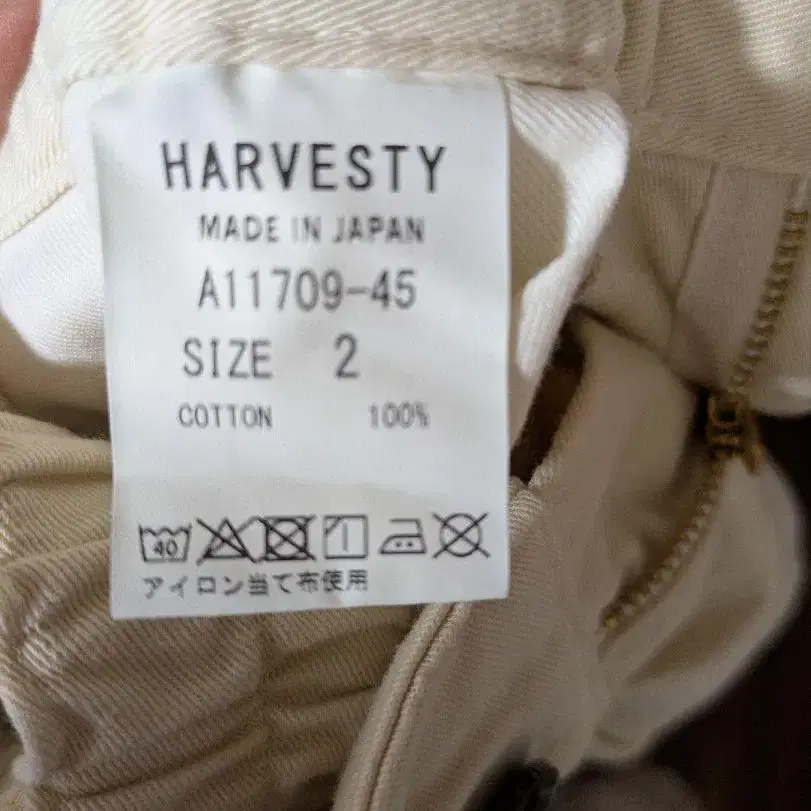 HARVESTY
MADE IN JAPAN
A11709-45
SIZE 2
COTTON 100%
40
アイロン当て布使用